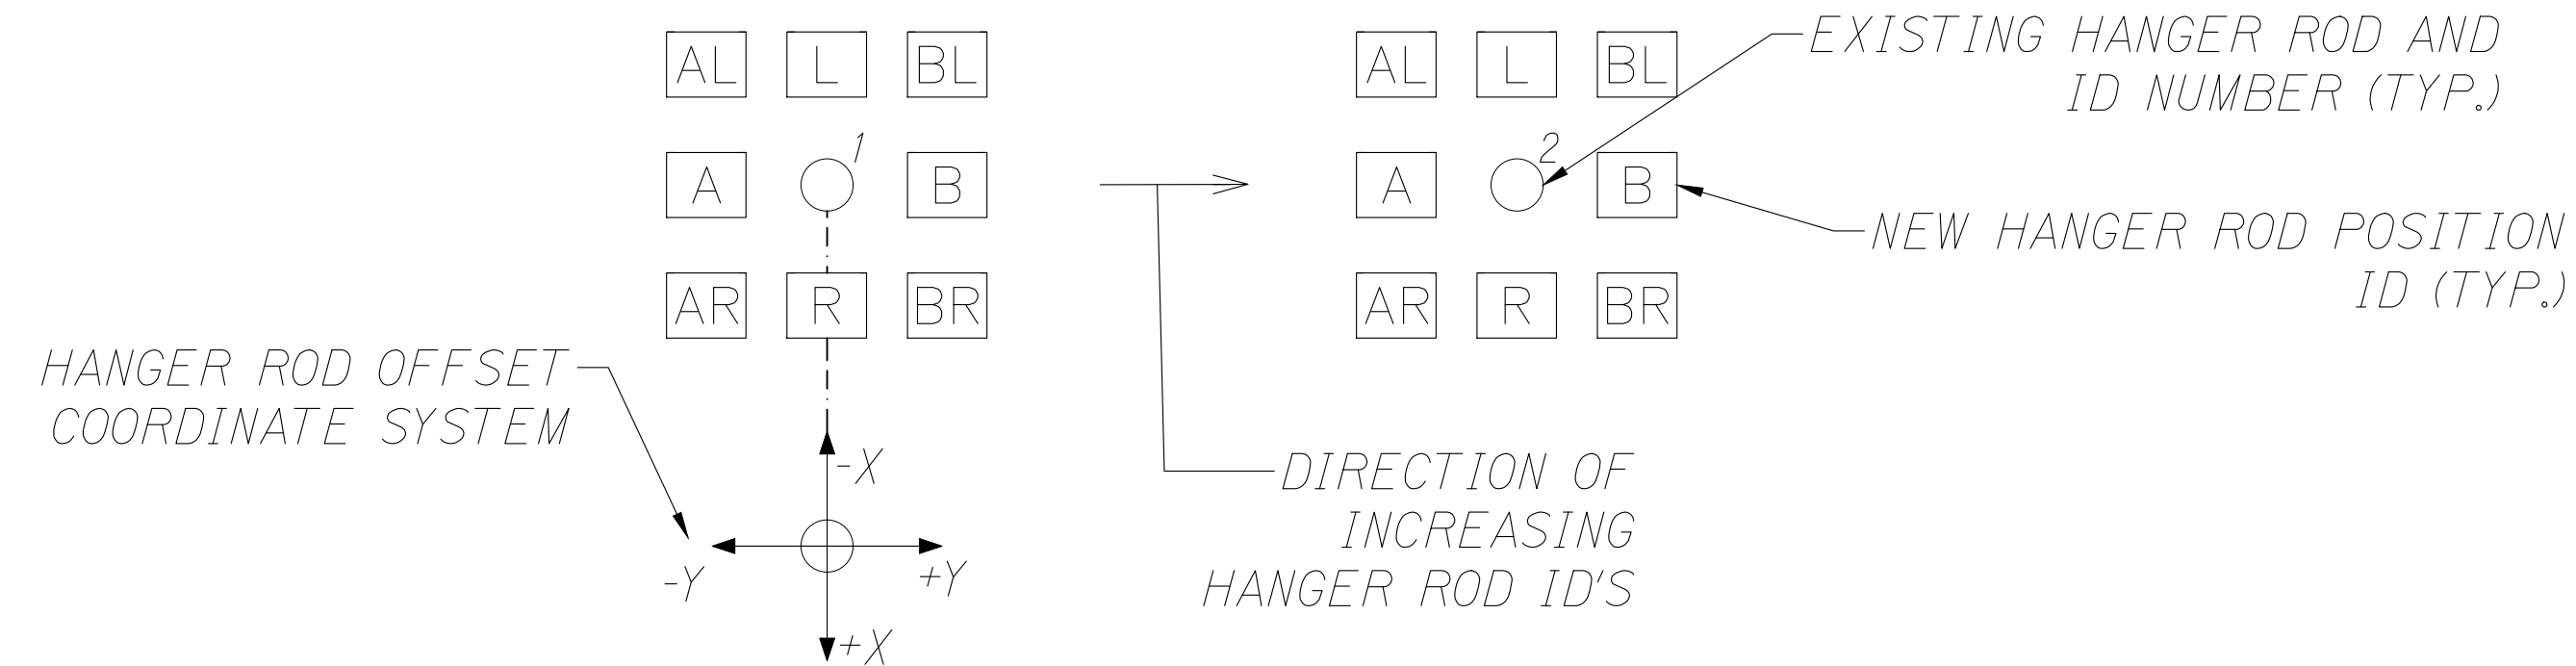 AL L BL
1
A B
AR R BR
AL L BL
2
A B
AR R BR
EXISTING HANGER ROD AND
ID NUMBER (TYP.)
NEW HANGER ROD POSITION
ID (TYP.)
HANGER ROD OFFSET
COORDINATE SYSTEM
-X
-Y
+Y
+X
DIRECTION OF
INCREASING
HANGER ROD ID'S